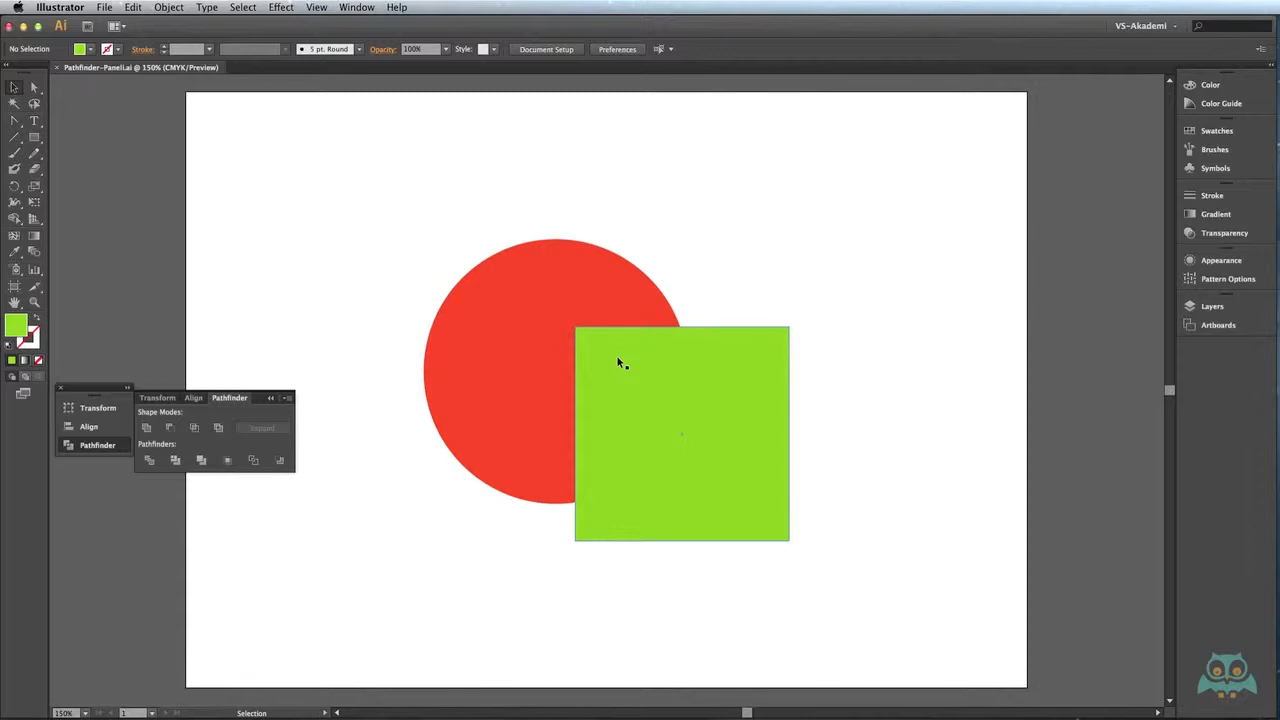 Illustrator File Edit Object Type Select Effect View Window Help
Ai VS-Akademi
No Selection Stroke: 5 pt. Round Opacity: 100% Style: Document Setup Preferences
Pathfinder-Paneli.ai @ 150% (CMYK/Preview)
Color
Color Guide
Swatches
Brushes
Symbols
Stroke
Gradient
Transparency
Appearance
Pattern Options
Layers
Artboards
Transform
Align
Pathfinder
Transform Align Pathfinder
Shape Modes:
Expand
Pathfinders:
150% 1 Selection